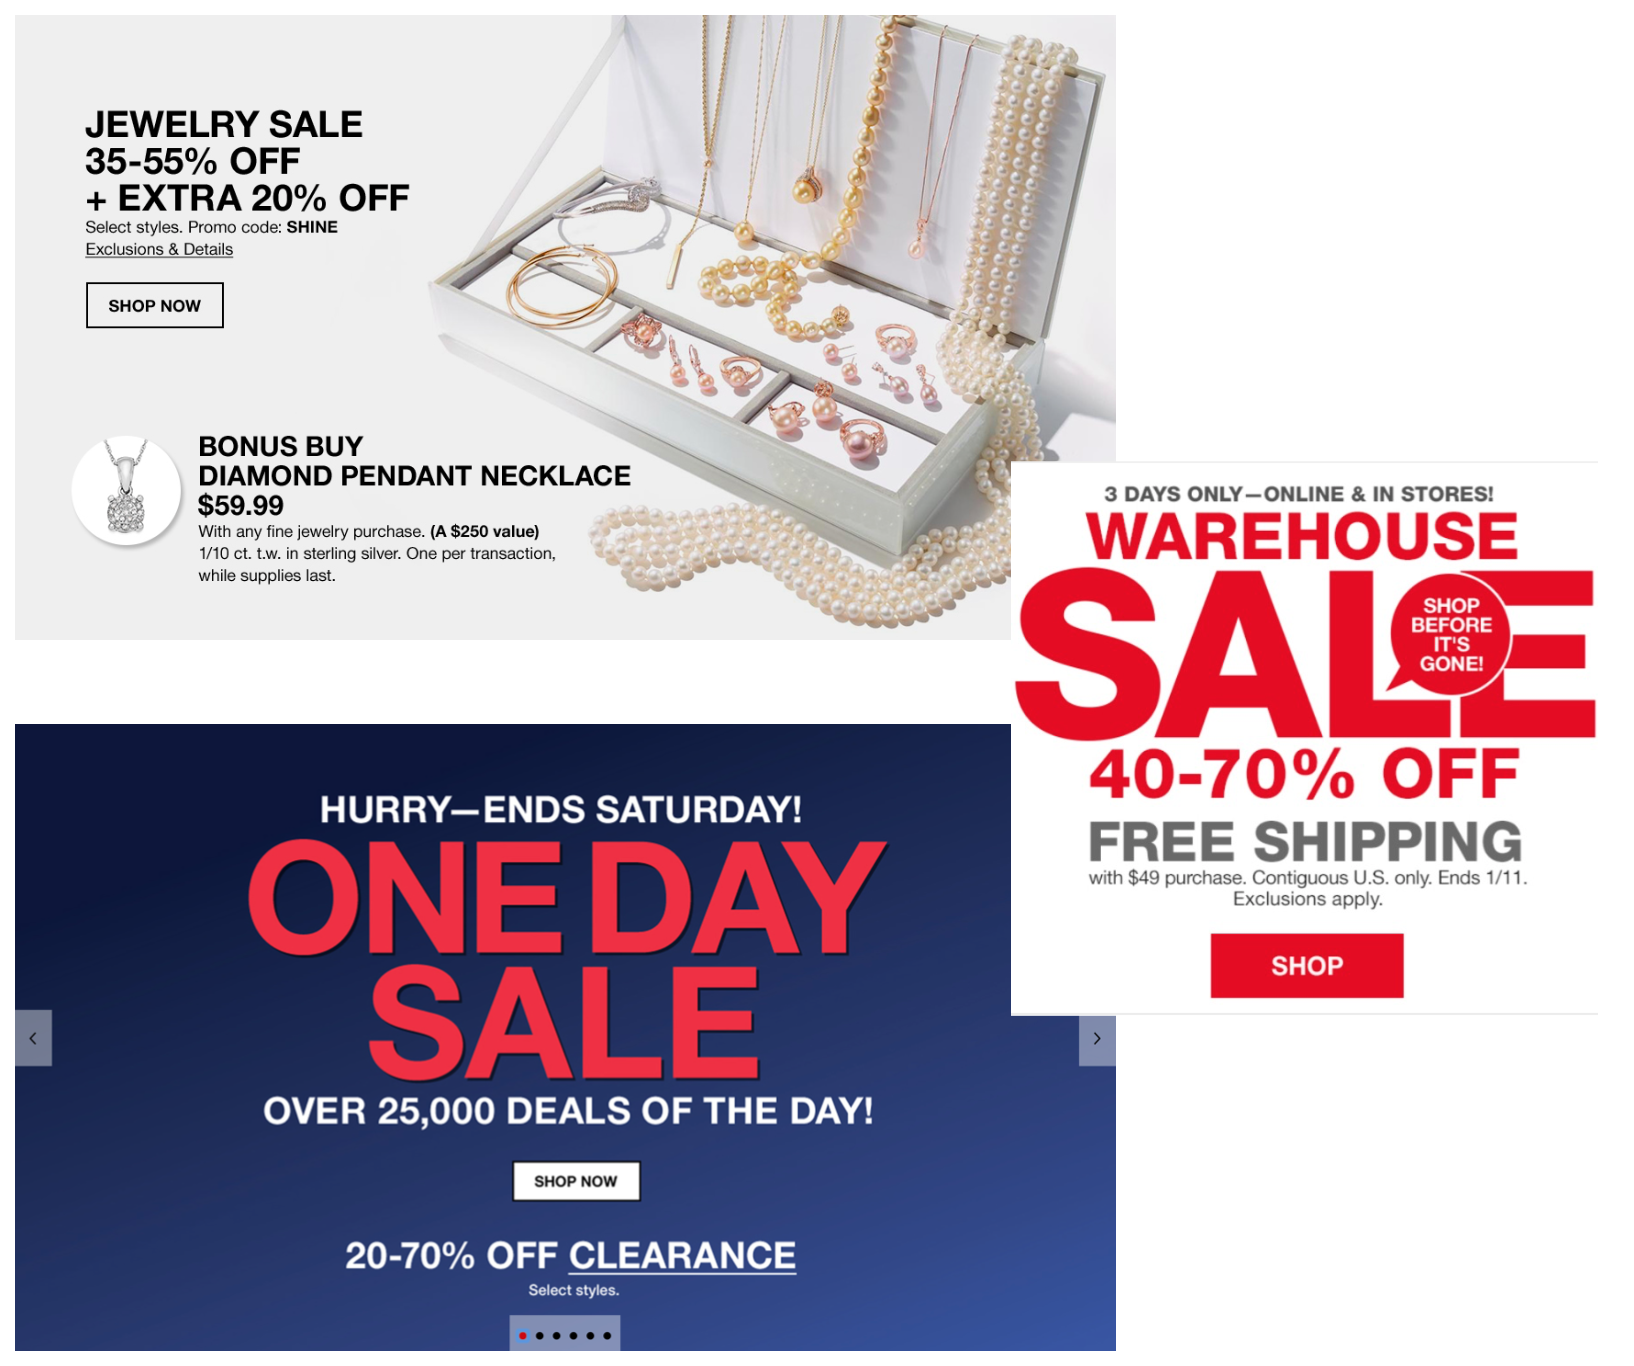 JEWELRY SALE
35-55% OFF
+ EXTRA 20% OFF
Select styles. Promo code: SHINE
Exclusions & Details
SHOP NOW
BONUS BUY
DIAMOND PENDANT NECKLACE
$59.99
With any fine jewelry purchase. (A $250 value)
1/10 ct. t.w. in sterling silver. One per transaction,
while supplies last.
3 DAYS ONLY—ONLINE & IN STORES!
WAREHOUSE
SALE
SHOP
BEFORE
IT'S
GONE!
40-70% OFF
FREE SHIPPING
with $49 purchase. Contiguous U.S. only. Ends 1/11.
Exclusions apply.
SHOP
HURRY—ENDS SATURDAY!
ONE DAY
SALE
OVER 25,000 DEALS OF THE DAY!
SHOP NOW
20-70% OFF CLEARANCE
Select styles.